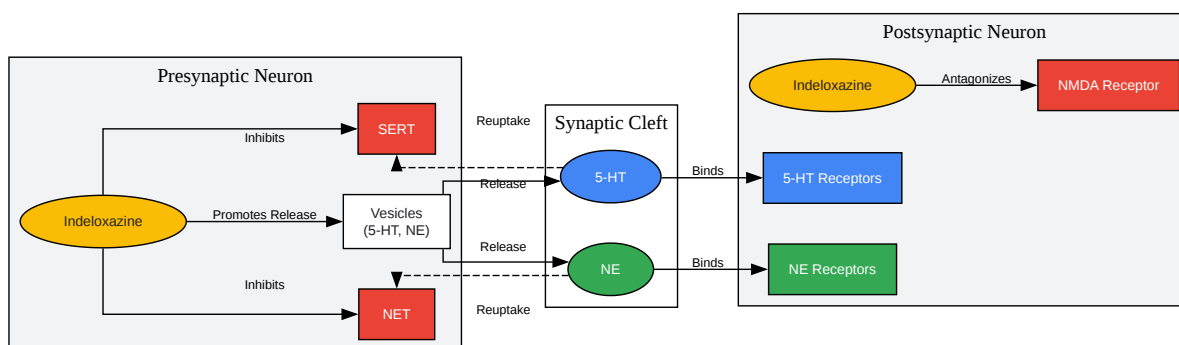 Postsynaptic Neuron
Presynaptic Neuron
Indeloxazine
Antagonizes
NMDA Receptor
SERT
Reuptake
Synaptic Cleft
Inhibits
5-HT
Binds
5-HT Receptors
Release
Indeloxazine
Promotes Release
Vesicles
(5-HT, NE)
Release
NE
Binds
NE Receptors
Inhibits
NET
Reuptake